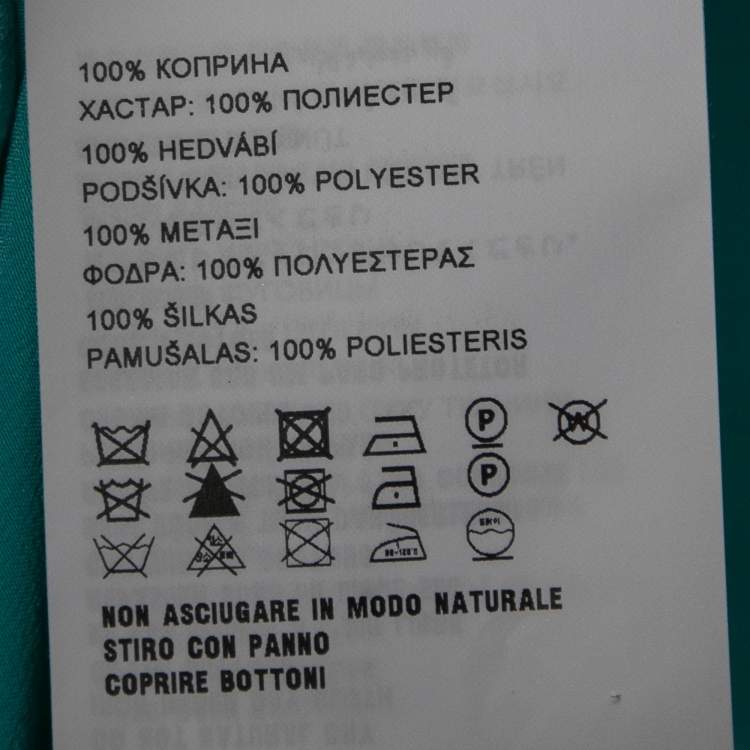 100% КОПРИНА
ХАСТАР: 100% ПОЛИЕСТЕР
100% HEDVÁBÍ
PODŠÍVKA: 100% POLYESTER
100% ΜΕΤΑΞΙ
ΦΟΔΡΑ: 100% ΠΟΛΥΕΣΤΕΡΑΣ
100% ŠILKAS
PAMUŠALAS: 100% POLIESTERIS
P W
P
NON ASCIUGARE IN MODO NATURALE
STIRO CON PANNO
COPRIRE BOTTONI